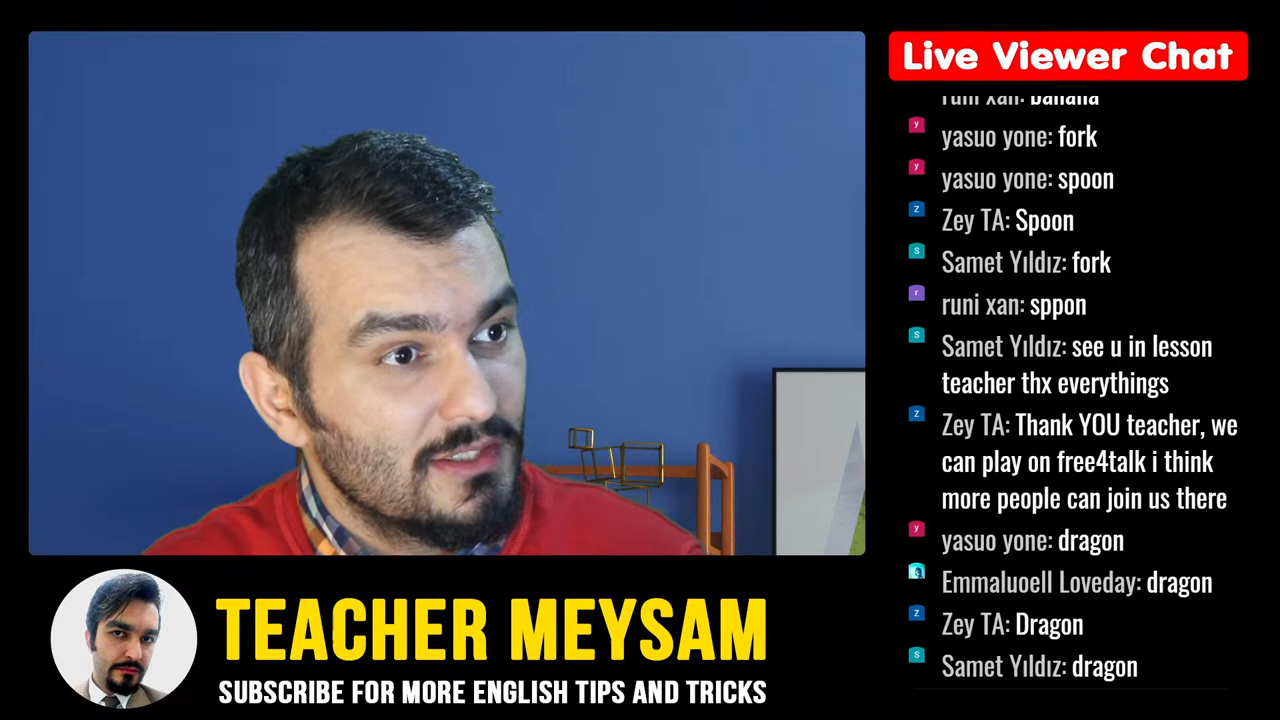 Live Viewer Chat
runi xan: banana
yasuo yone: fork
yasuo yone: spoon
Zey TA: Spoon
Samet Yıldız: fork
runi xan: sppon
Samet Yıldız: see u in lesson
teacher thx everythings
Zey TA: Thank YOU teacher, we
can play on free4talk i think
more people can join us there
yasuo yone: dragon
Emmaluoell Loveday: dragon
Zey TA: Dragon
Samet Yıldız: dragon
TEACHER MEYSAM
SUBSCRIBE FOR MORE ENGLISH TIPS AND TRICKS